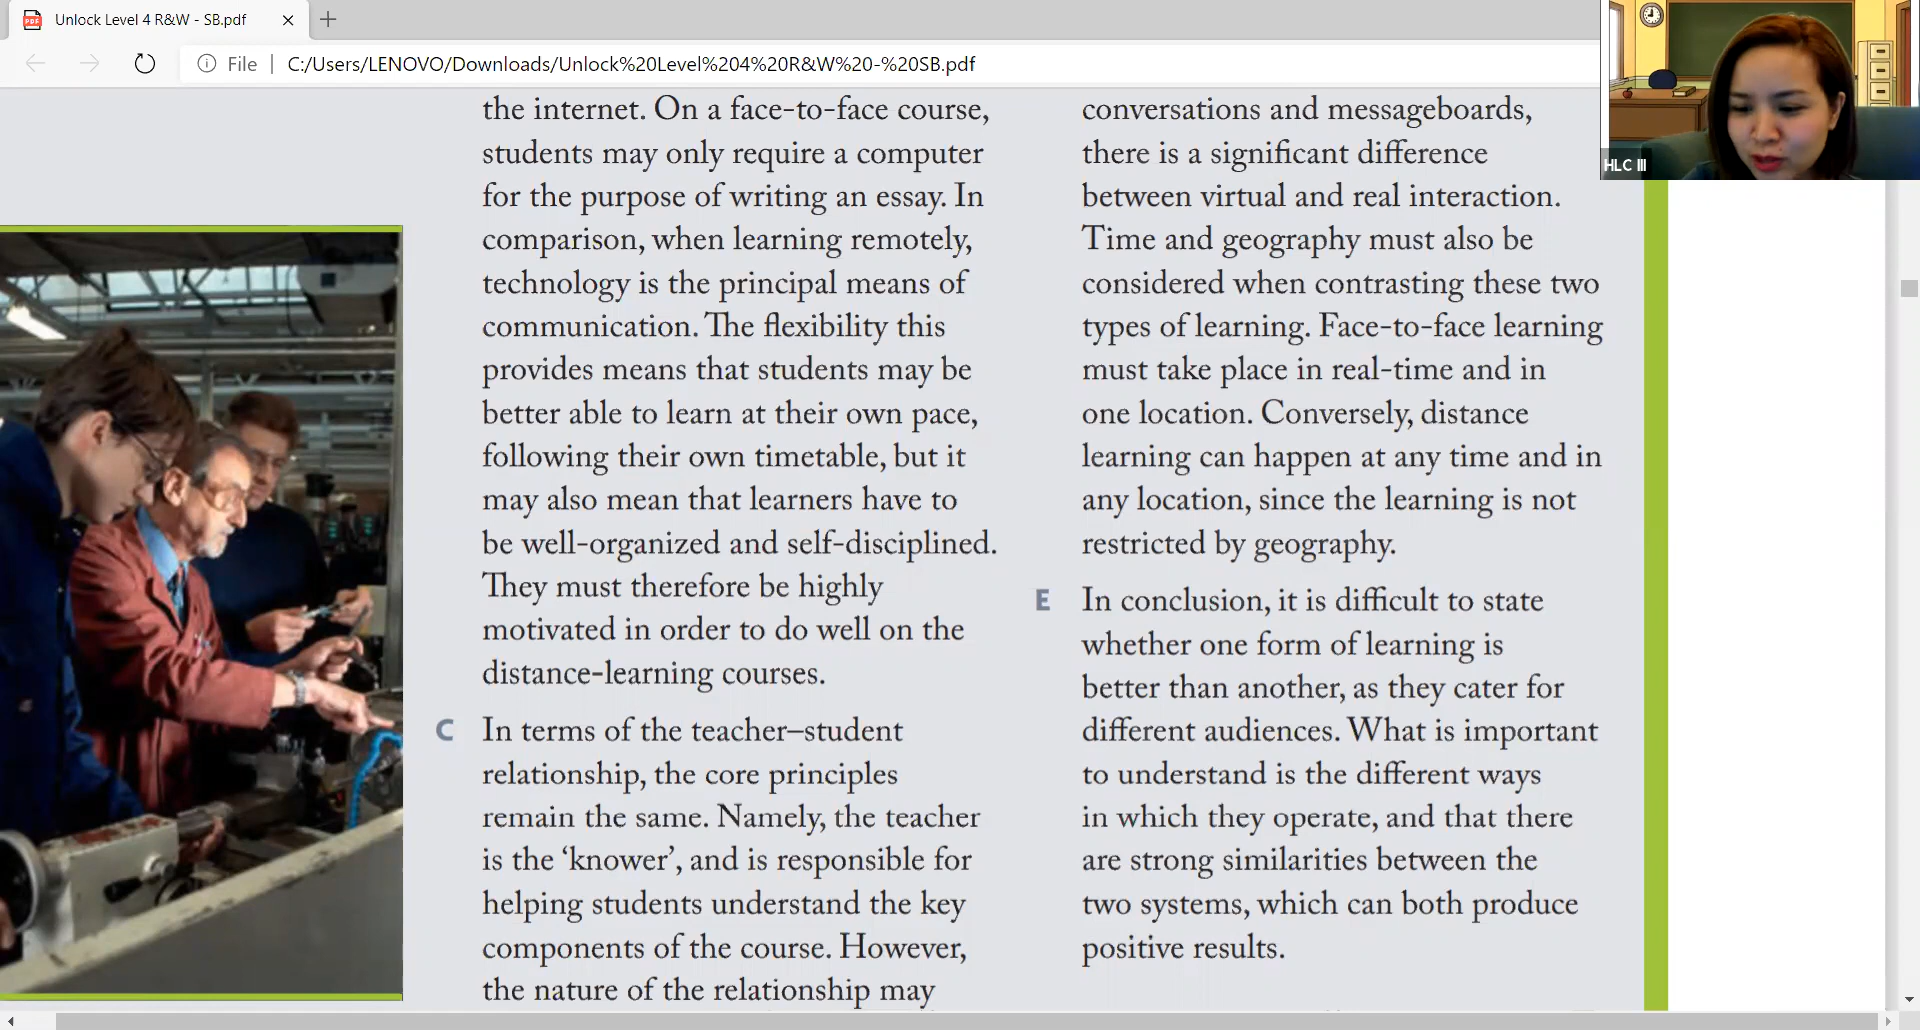 Unlock Level 4 R&W - SB.pdf
File
C:/Users/LENOVO/Downloads/Unlock%20Level%204%20R&W%20-%20SB.pdf
HLC III
the internet. On a face-to-face course,
students may only require a computer
for the purpose of writing an essay. In
comparison, when learning remotely,
technology is the principal means of
communication. The flexibility this
provides means that students may be
better able to learn at their own pace,
following their own timetable, but it
may also mean that learners have to
be well-organized and self-disciplined.
They must therefore be highly
motivated in order to do well on the
distance-learning courses.
C In terms of the teacher–student
relationship, the core principles
remain the same. Namely, the teacher
is the ‘knower’, and is responsible for
helping students understand the key
components of the course. However,
the nature of the relationship may
conversations and messageboards,
there is a significant difference
between virtual and real interaction.
Time and geography must also be
considered when contrasting these two
types of learning. Face-to-face learning
must take place in real-time and in
one location. Conversely, distance
learning can happen at any time and in
any location, since the learning is not
restricted by geography.
E In conclusion, it is difficult to state
whether one form of learning is
better than another, as they cater for
different audiences. What is important
to understand is the different ways
in which they operate, and that there
are strong similarities between the
two systems, which can both produce
positive results.